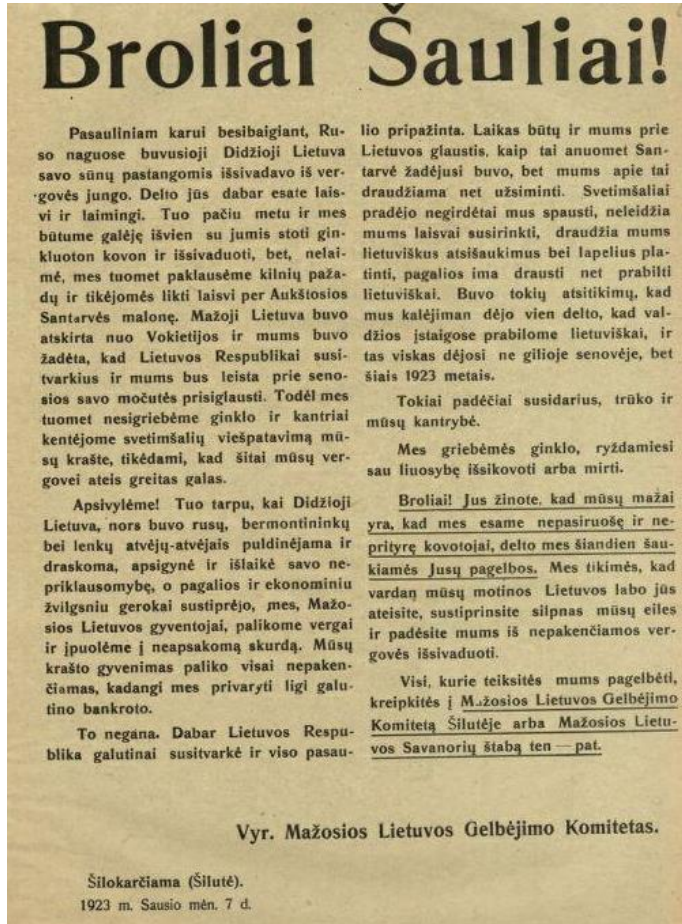 Broliai Šauliai!
Pasauliniam karui besibaigiant, Ru-
so naguose buvusioji Didžioji Lietuva
savo sūnų pastangomis išsivadavo iš ver-
govės jungo. Delto jūs dabar esate lais-
vi ir laimingi. Tuo pačiu metu ir mes
būtume galėję išvien su jumis stoti gin-
kluoton kovon ir išsivaduoti, bet, nelai-
mė, mes tuomet paklausėme kilnių paža-
dų ir tikėjomės likti laisvi per Aukštosios
Santarvės malonę. Mažoji Lietuva buvo
atskirta nuo Vokietijos ir mums buvo
žadėta, kad Lietuvos Respublikai susi-
tvarkius ir mums bus leista prie seno-
sios savo močutės prisiglausti. Todėl mes
tuomet nesigriebėme ginklo ir kantriai
kentėjome svetimšalių viešpatavimą mū-
sų krašte, tikėdami, kad šitai mūsų ver-
govei ateis greitas galas.
Apsivylėme! Tuo tarpu, kai Didžioji
Lietuva, nors buvo rusų, bermontininkų
bei lenkų atvėjų-atvėjais puldinėjama ir
draskoma, apsigynė ir išlaikė savo ne-
priklausomybę, o pagalios ir ekonominiu
žvilgsniu gerokai sustiprėjo, mes, Mažo-
sios Lietuvos gyventojai, palikome vergai
ir įpuolėme į neapsakomą skurdą. Mūsų
krašto gyvenimas paliko visai nepaken-
čiamas, kadangi mes privaryti ligi galu-
tino bankroto.
To negana. Dabar Lietuvos Respu-
blika galutinai susitvarkė ir viso pasau-
lio pripažinta. Laikas būtų ir mums prie
Lietuvos glaustis, kaip tai anuomet San-
tarvė žadėjusi buvo, bet mums apie tai
draudžiama net užsiminti. Svetimšaliai
pradėjo negirdėtai mus spausti, neleidžia
mums laisvai susirinkti, draudžia mums
lietuviškus atsišaukimus bei lapelius pla-
tinti, pagalios ima drausti net prabilti
lietuviškai. Buvo tokių atsitikimų, kad
mus kalėjiman dėjo vien delto, kad val-
džios įstaigose prabilome lietuviškai, ir
tas viskas dėjosi ne gilioje senovėje, bet
šiais 1923 metais.
Tokiai padėčiai susidarius, trūko ir
mūsų kantrybė.
Mes griebėmės ginklo, ryždamiesi
sau liuosybę išsikovoti arba mirti.
Broliai! Jus žinote, kad mūsų mažai
yra, kad mes esame nepasiruošę ir ne-
prityrę kovotojai, delto mes šiandien šau-
kiamės Jusų pagelbos. Mes tikimės, kad
vardan mūsų motinos Lietuvos labo jūs
ateisite, sustiprinsite silpnas mūsų eiles
ir padėsite mums iš nepakenčiamos ver-
govės išsivaduoti.
Visi, kurie teiksitės mums pagelbėti,
kreipkitės į Mažosios Lietuvos Gelbėjimo
Komitetą Šilutėje arba Mažosios Lietu-
vos Savanorių štabą ten — pat.
Vyr. Mažosios Lietuvos Gelbėjimo Komitetas.
Šilokarčiama (Šilutė).
1923 m. Sausio mėn. 7 d.